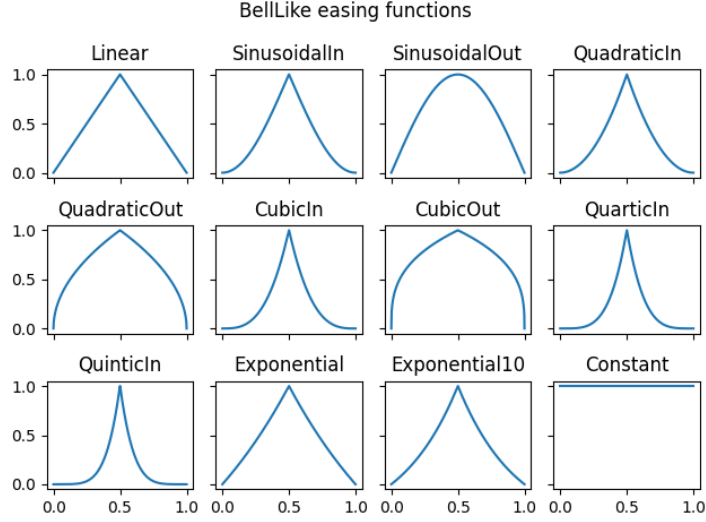 BellLike easing functions
Linear SinusoidalIn SinusoidalOut QuadraticIn
1.0
0.5
0.0
QuadraticOut CubicIn CubicOut QuarticIn
1.0
0.5
0.0
QuinticIn Exponential Exponential10 Constant
1.0
0.5
0.0
0.0 0.5 1.0 0.0 0.5 1.0 0.0 0.5 1.0 0.0 0.5 1.0